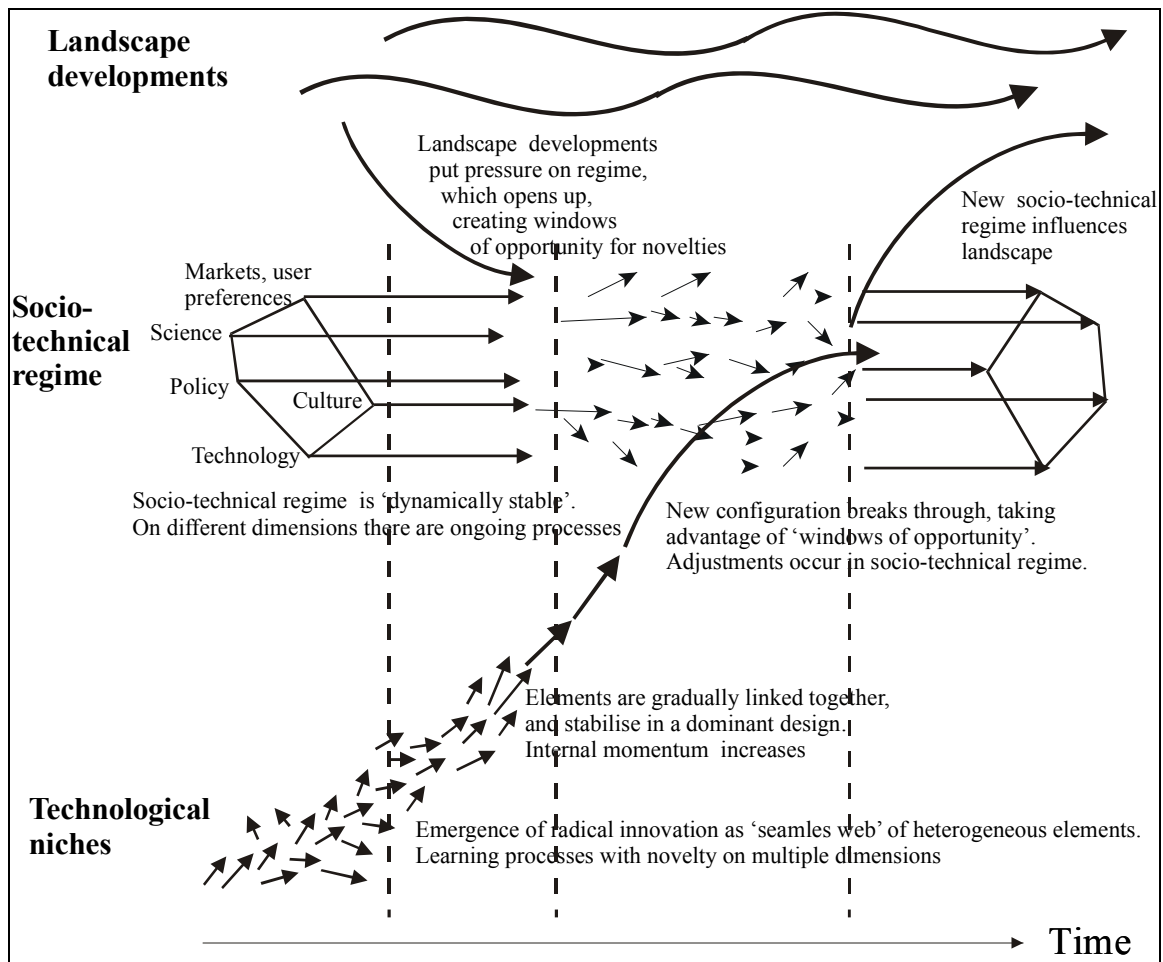 Landscape
developments
Landscape developments
put pressure on regime,
which opens up,
creating windows
of opportunity for novelties
New socio-technical
regime influences
landscape
Socio-
technical
regime
Markets, user
preferences
Science
Policy
Culture
Technology
Socio-technical regime is ‘dynamically stable’.
On different dimensions there are ongoing processes
New configuration breaks through, taking
advantage of ‘windows of opportunity’.
Adjustments occur in socio-technical regime.
Elements are gradually linked together,
and stabilise in a dominant design.
Internal momentum increases
Technological
niches
Emergence of radical innovation as ‘seamles web’ of heterogeneous elements.
Learning processes with novelty on multiple dimensions
Time